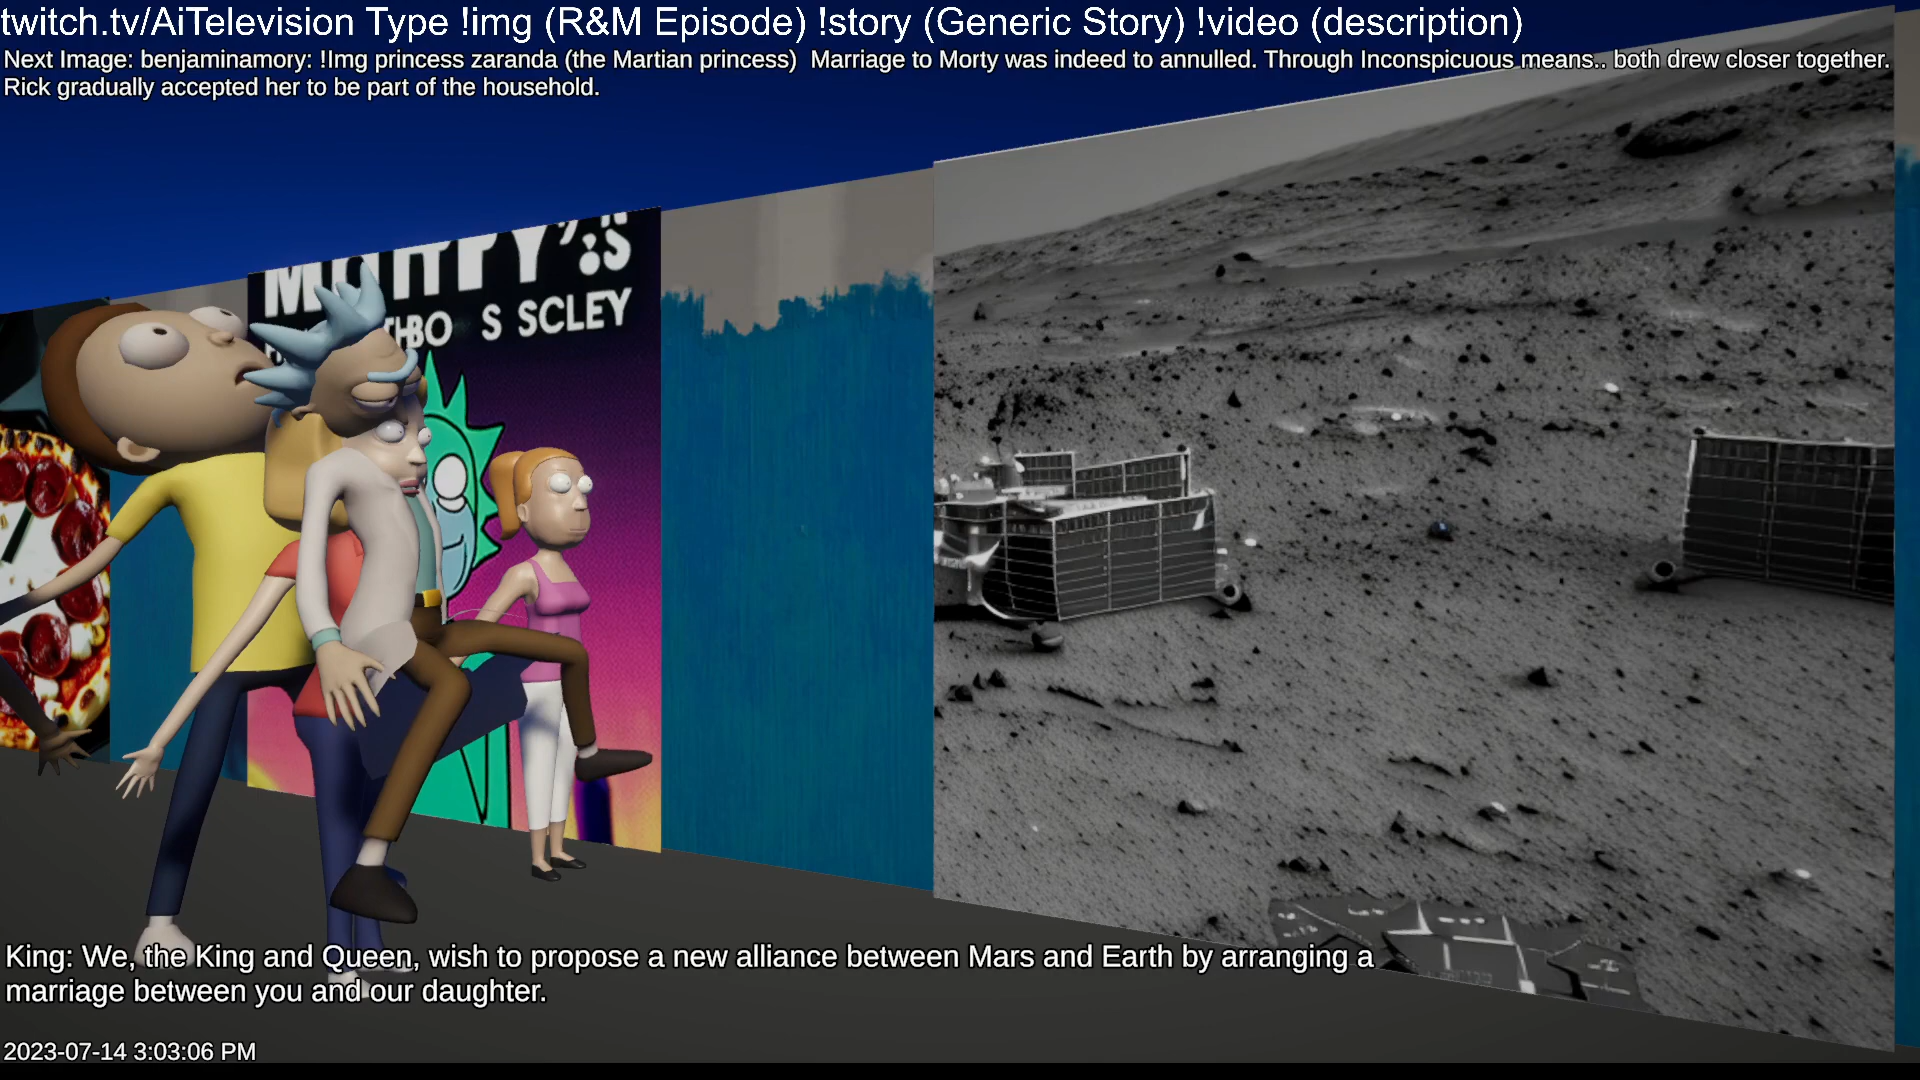 twitch.tv/AiTelevision Type !img (R&M Episode) !story (Generic Story) !video (description)
Next Image: benjaminamory: !Img princess zaranda (the Martian princess)  Marriage to Morty was indeed to annulled. Through Inconspicuous means.. both drew closer together.
Rick gradually accepted her to be part of the household.
S SCLEY
King: We, the King and Queen, wish to propose a new alliance between Mars and Earth by arranging a
marriage between you and our daughter.
2023-07-14 3:03:06 PM